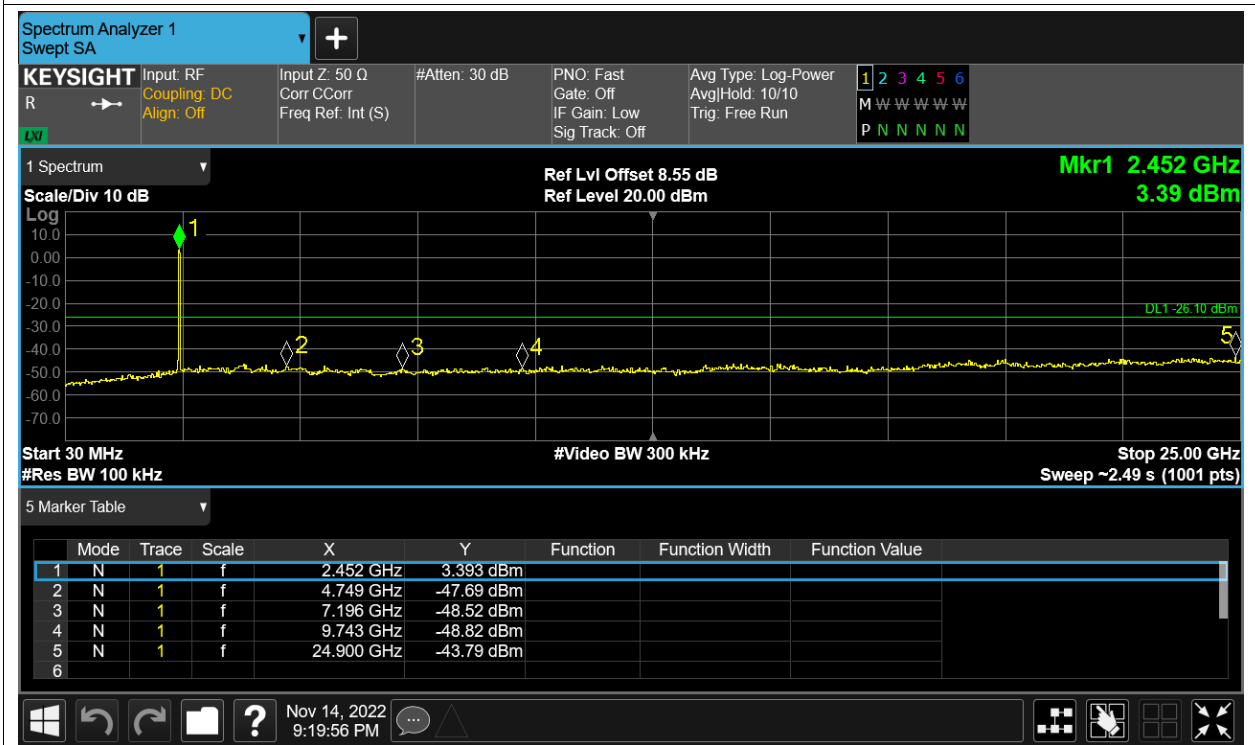 Spectrum Analyzer 1
Swept SA
+
KEYSIGHT Input: RF Input Z: 50 Ω #Atten: 30 dB PNO: Fast Avg Type: Log-Power 1 2 3 4 5 6
R Coupling: DC Corr CCorr Gate: Off Avg|Hold: 10/10 M W W W W W
Align: Off Freq Ref: Int (S) IF Gain: Low Trig: Free Run
LXI Sig Track: Off P N N N N N
1 Spectrum Ref Lvl Offset 8.55 dB Mkr1 2.452 GHz
Scale/Div 10 dB Ref Level 20.00 dBm 3.39 dBm
Log
1
10.0
0.00
-10.0
-20.0
DL1 -26.10 dBm
-30.0
-40.0 2 3 4 5
-50.0
-60.0
-70.0
Start 30 MHz #Video BW 300 kHz Stop 25.00 GHz
#Res BW 100 kHz Sweep ~2.49 s (1001 pts)
5 Marker Table
Mode Trace Scale X Y Function Function Width Function Value
1 N 1 f 2.452 GHz 3.393 dBm
2 N 1 f 4.749 GHz -47.69 dBm
3 N 1 f 7.196 GHz -48.52 dBm
4 N 1 f 9.743 GHz -48.82 dBm
5 N 1 f 24.900 GHz -43.79 dBm
6
? Nov 14, 2022
9:19:56 PM